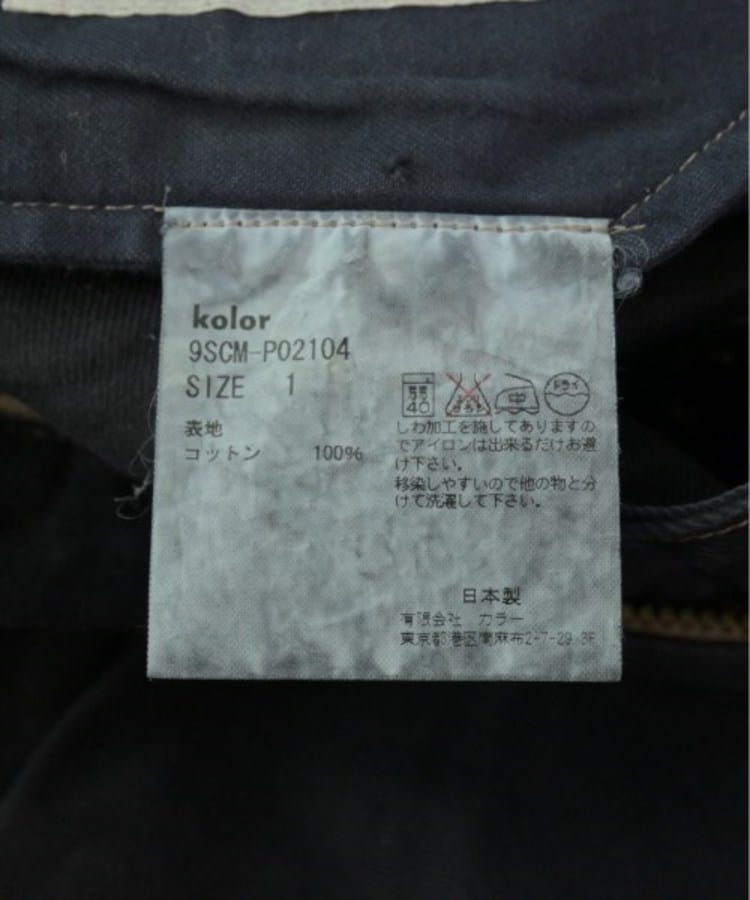 kolor
9SCM-P02104
SIZE 1
表地
コットン 100%
40
ドライ
しわ加工を施してありますの
でアイロンは出来るだけお避
け下さい。
移染しやすいので他の物と分
けて洗濯して下さい。
日本製
有限会社 カラー
東京都港区南麻布2-7-29 3F